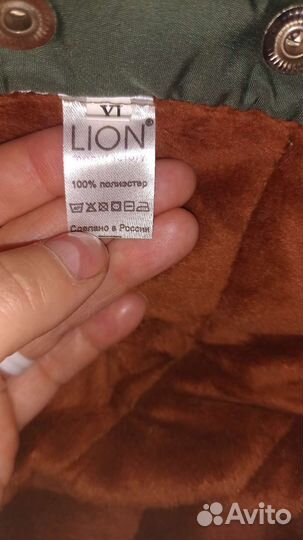 VI
LION®
100% полиэстер
Сделано в России
Avito